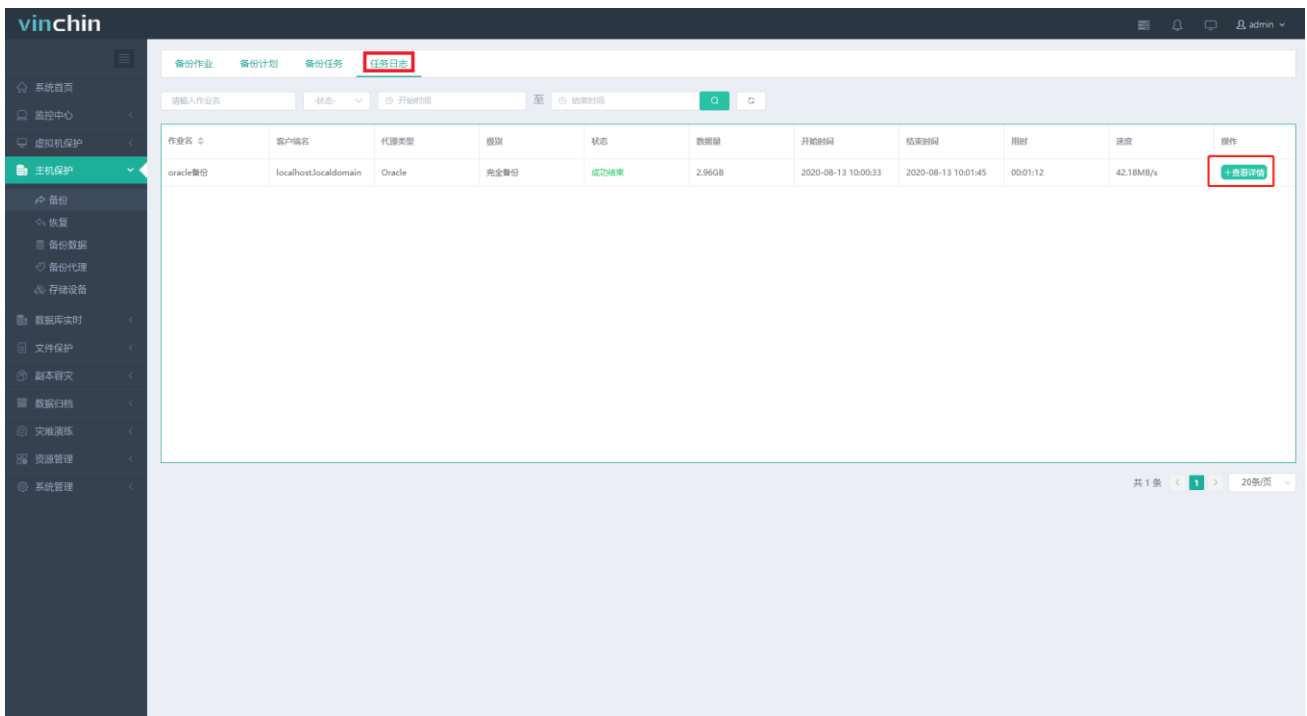 vinchin
admin
备份作业 备份计划 备份任务 任务日志
系统首页
监控中心
虚拟机保护
主机保护
备份
恢复
备份数据
备份代理
存储设备
数据库实时
文件保护
副本容灾
数据归档
灾难演练
资源管理
系统管理
请输入作业名 -状态- 开始时间 至 结束时间
作业名 客户端名 代理类型 级别 状态 数据量 开始时间 结束时间 用时 速度 操作
oracle备份 localhost.localdomain Oracle 完全备份 成功结束 2.96GB 2020-08-13 10:00:33 2020-08-13 10:01:45 00:01:12 42.18MB/s +查看详情
共 1 条 < 1 > 20条/页